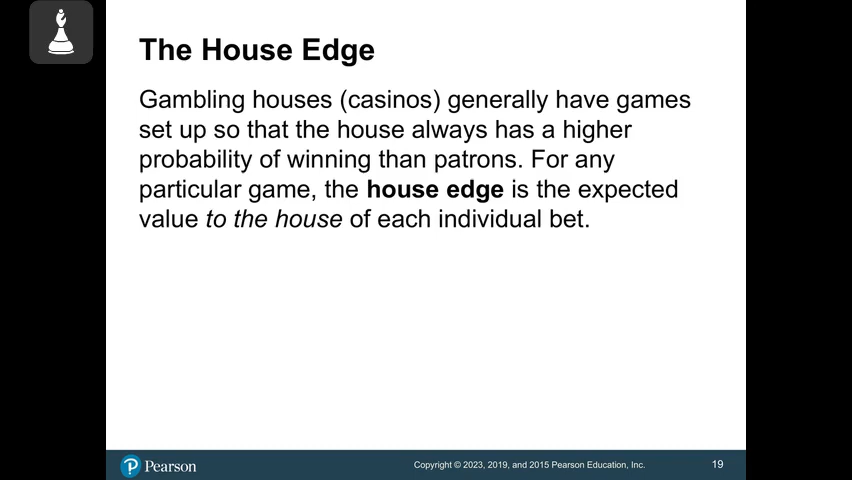 The House Edge
Gambling houses (casinos) generally have games
set up so that the house always has a higher
probability of winning than patrons. For any
particular game, the house edge is the expected
value to the house of each individual bet.
Pearson
Copyright © 2023, 2019, and 2015 Pearson Education, Inc.
19